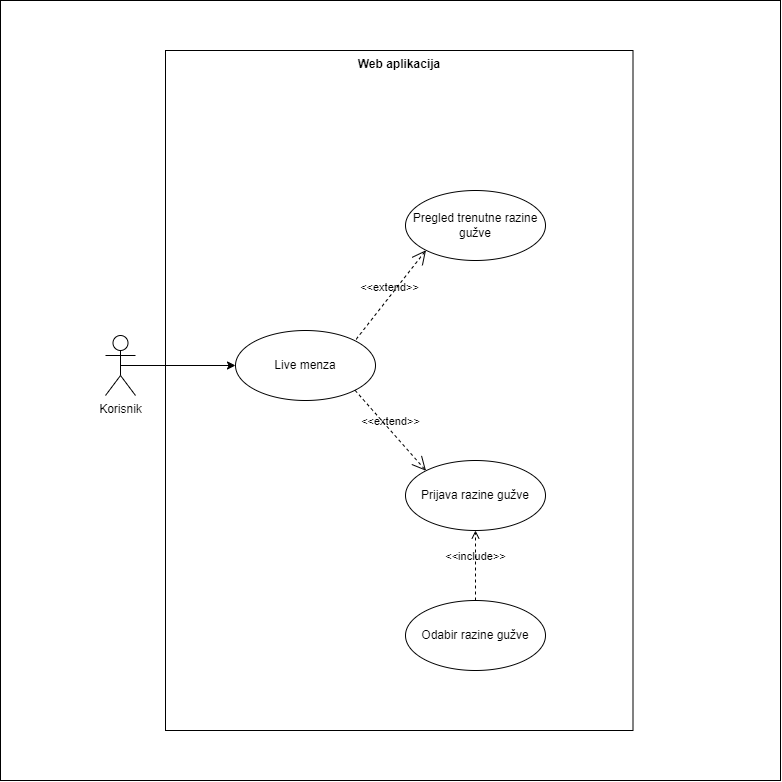 Web aplikacija
Pregled trenutne razine
gužve
<<extend>>
Live menza
Korisnik
<<extend>>
Prijava razine gužve
<<include>>
Odabir razine gužve